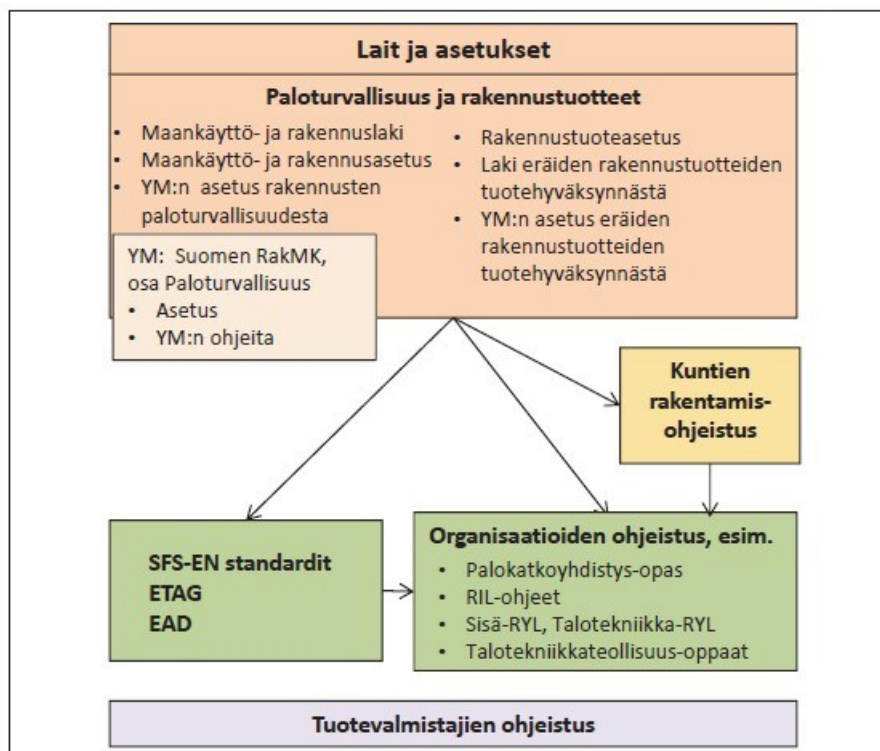 Lait ja asetukset
Paloturvallisuus ja rakennustuotteet
• Maankäyttö- ja rakennuslaki
• Maankäyttö- ja rakennusasetus
• YM:n asetus rakennusten
paloturvallisuudesta
• Rakennustuoteasetus
• Laki eräiden rakennustuotteiden
tuotehyväksynnästä
• YM:n asetus eräiden
rakennustuotteiden
tuotehyväksynnästä
YM: Suomen RakMK,
osa Paloturvallisuus
• Asetus
• YM:n ohjeita
Kuntien
rakentamis-
ohjeistus
SFS-EN standardit
ETAG
EAD
Organisaatioiden ohjeistus, esim.
• Palokatkoyhdistys-opas
• RIL-ohjeet
• Sisä-RYL, Talotekniikka-RYL
• Talotekniikkateollisuus-oppaat
Tuotevalmistajien ohjeistus